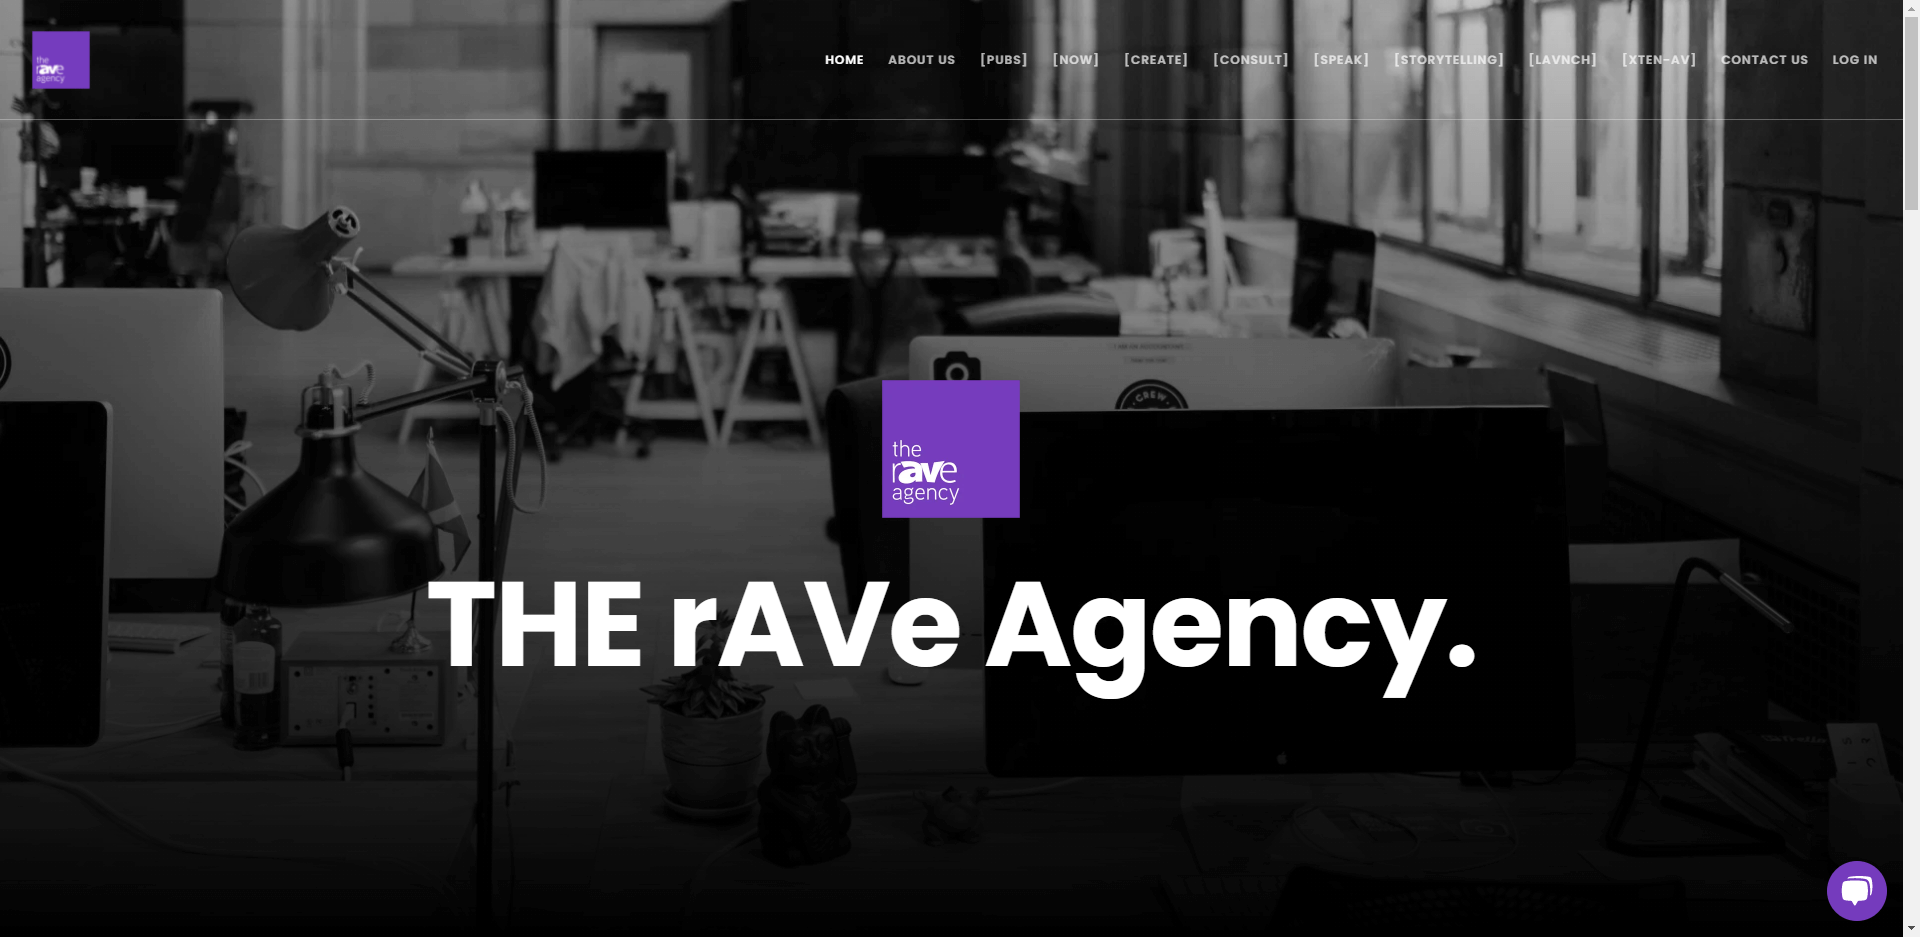 the
rave
agency
HOME ABOUT US [PUBS] [NOW] [CREATE] [CONSULT] [SPEAK] [STORYTELLING] [LAVNCH] [XTEN-AV] CONTACT US LOG IN
CREW
the
rave
agency
THE rAVe Agency.